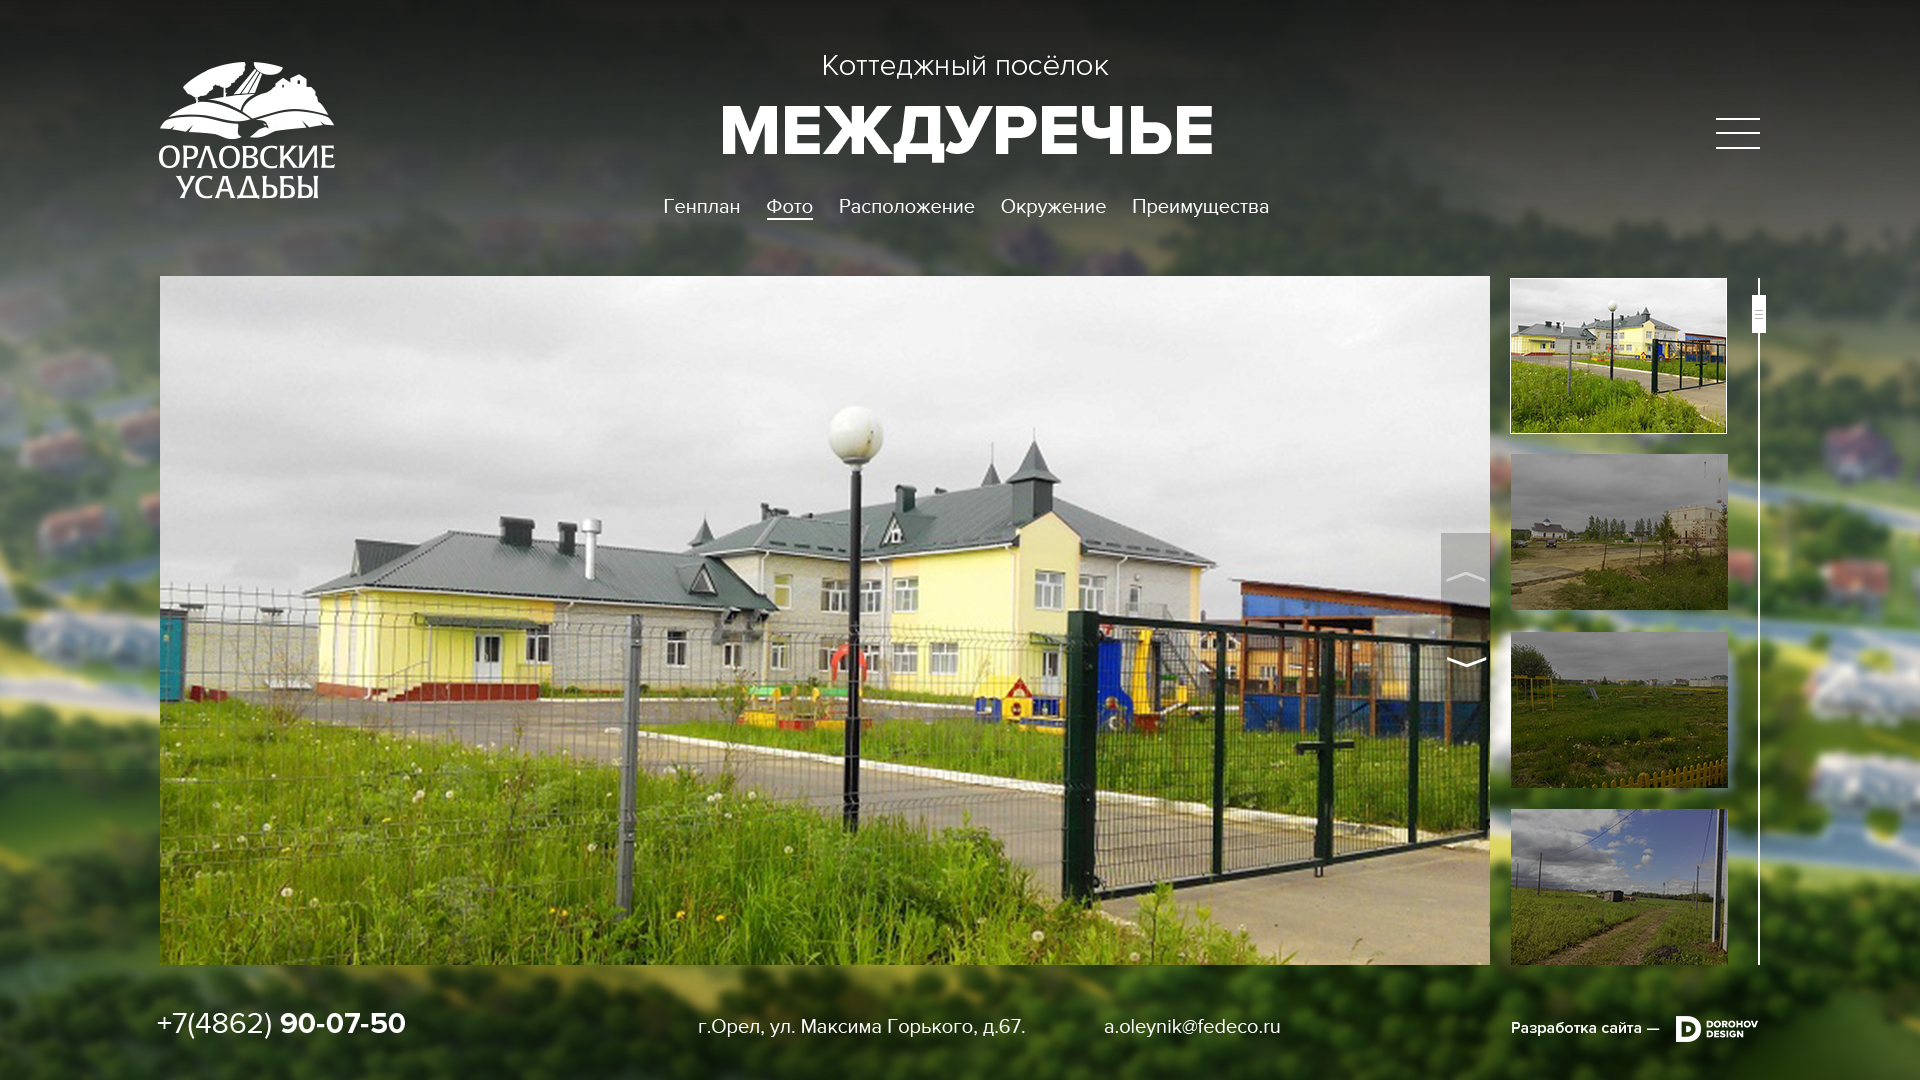 ОРЛОВСКИЕ
УСАДЬБЫ
Коттеджный посёлок
МЕЖДУРЕЧЬЕ
Генплан Фото Расположение Окружение Преимущества
+7(4862) 90-07-50
г.Орел, ул. Максима Горького, д.67.
a.oleynik@fedeco.ru
Разработка сайта —
DOROHOV
DESIGN